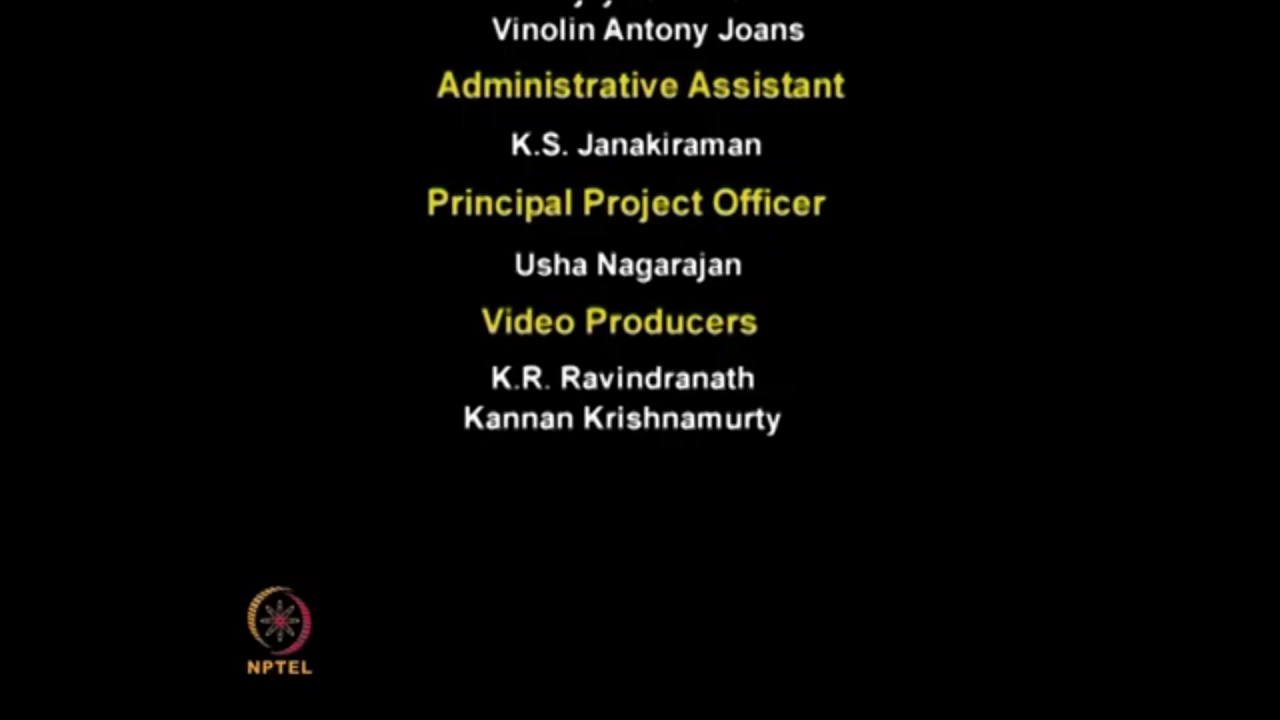 Vinolin Antony Joans
Administrative Assistant
K.S. Janakiraman
Principal Project Officer
Usha Nagarajan
Video Producers
K.R. Ravindranath
Kannan Krishnamurty
NPTEL